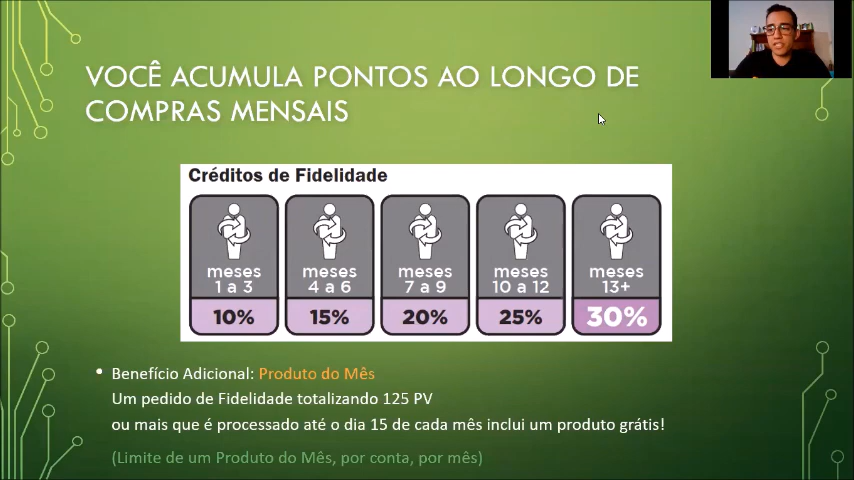 VOCÊ ACUMULA PONTOS AO LONGO DE
COMPRAS MENSAIS
Créditos de Fidelidade
meses
1 a 3
10%
meses
4 a 6
15%
meses
7 a 9
20%
meses
10 a 12
25%
meses
13+
30%
• Benefício Adicional: Produto do Mês
Um pedido de Fidelidade totalizando 125 PV
ou mais que é processado até o dia 15 de cada mês inclui um produto grátis!
(Limite de um Produto do Mês, por conta, por mês)